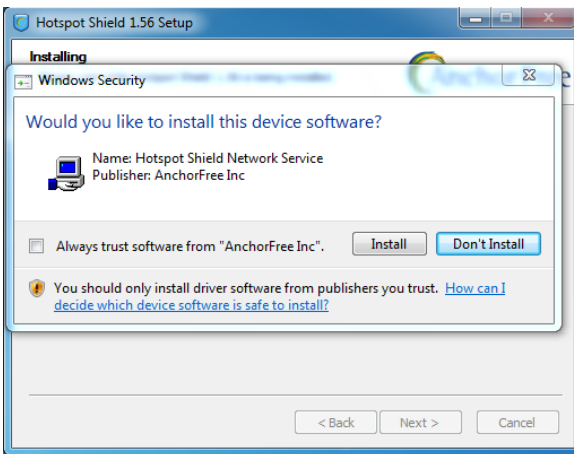 Hotspot Shield 1.56 Setup
Installing
Windows Security
Would you like to install this device software?
Name: Hotspot Shield Network Service
Publisher: AnchorFree Inc
Always trust software from "AnchorFree Inc".
Install
Don't Install
You should only install driver software from publishers you trust. How can I
decide which device software is safe to install?
< Back
Next >
Cancel